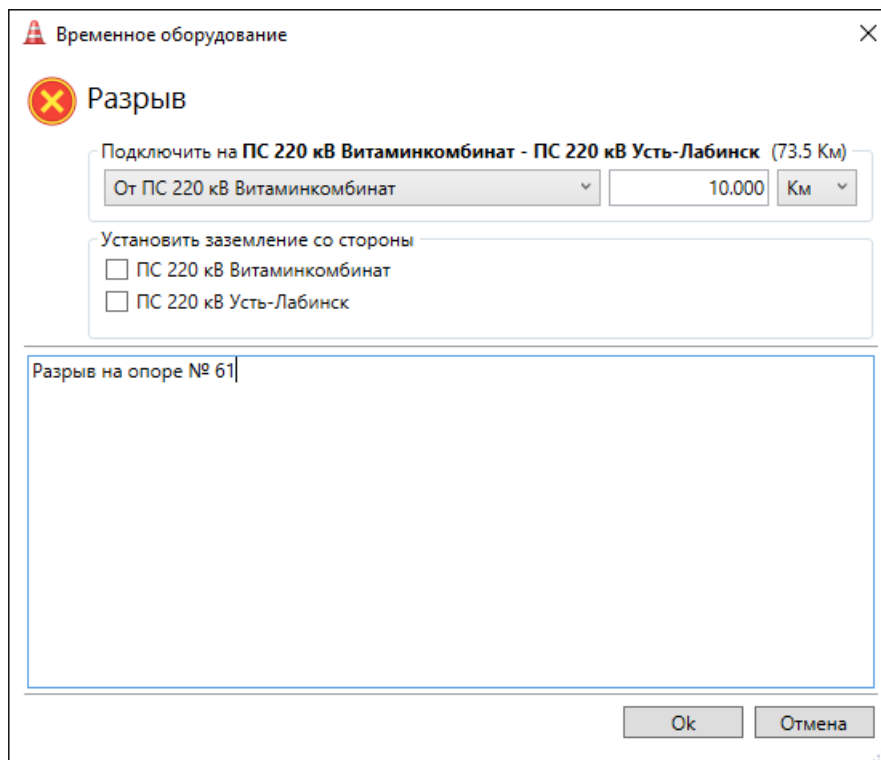 Временное оборудование
Разрыв
Подключить на ПС 220 кВ Витаминкомбинат - ПС 220 кВ Усть-Лабинск (73.5 Км)
От ПС 220 кВ Витаминкомбинат 10.000 Км
Установить заземление со стороны
ПС 220 кВ Витаминкомбинат
ПС 220 кВ Усть-Лабинск
Разрыв на опоре № 61
Ok Отмена